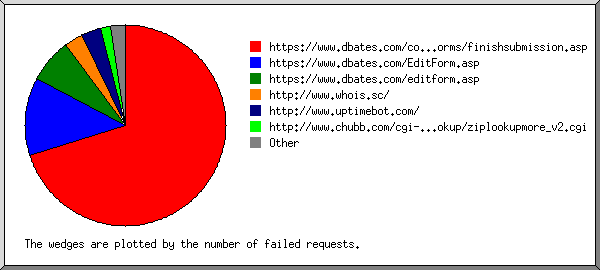 https://www.dbates.com/co...orms/finishsubmission.asp
https://www.dbates.com/EditForm.asp
https://www.dbates.com/editform.asp
http://www.whois.sc/
http://www.uptimebot.com/
http://www.chubb.com/cgi-...okup/ziplookupmore_v2.cgi
Other
The wedges are plotted by the number of failed requests.